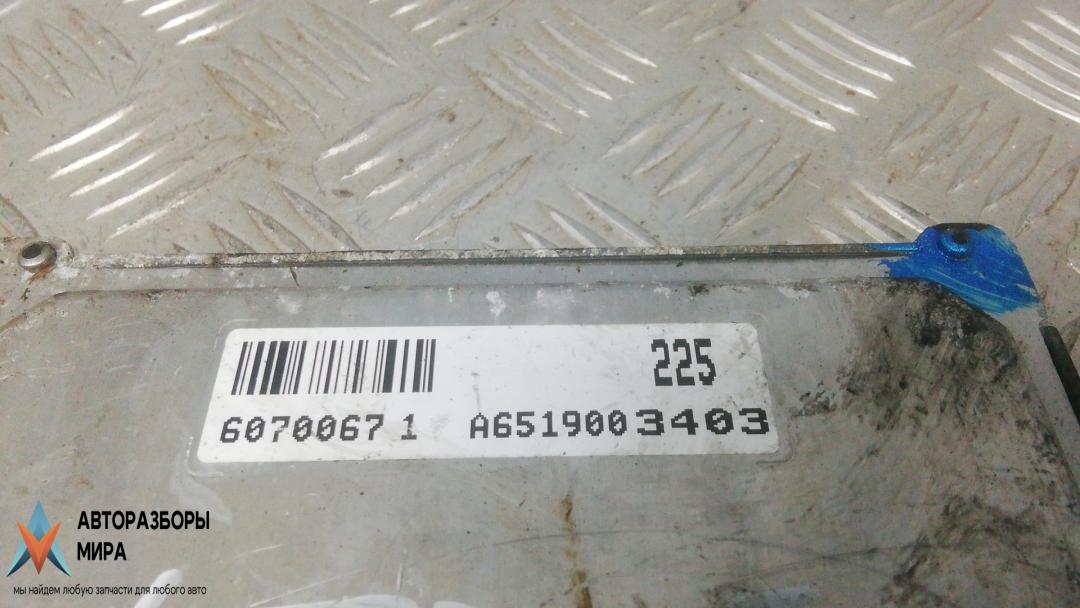 225
60700671 A6519003403
АВТОРАЗБОРЫ
МИРА
мы найдем любую запчасти для любого авто